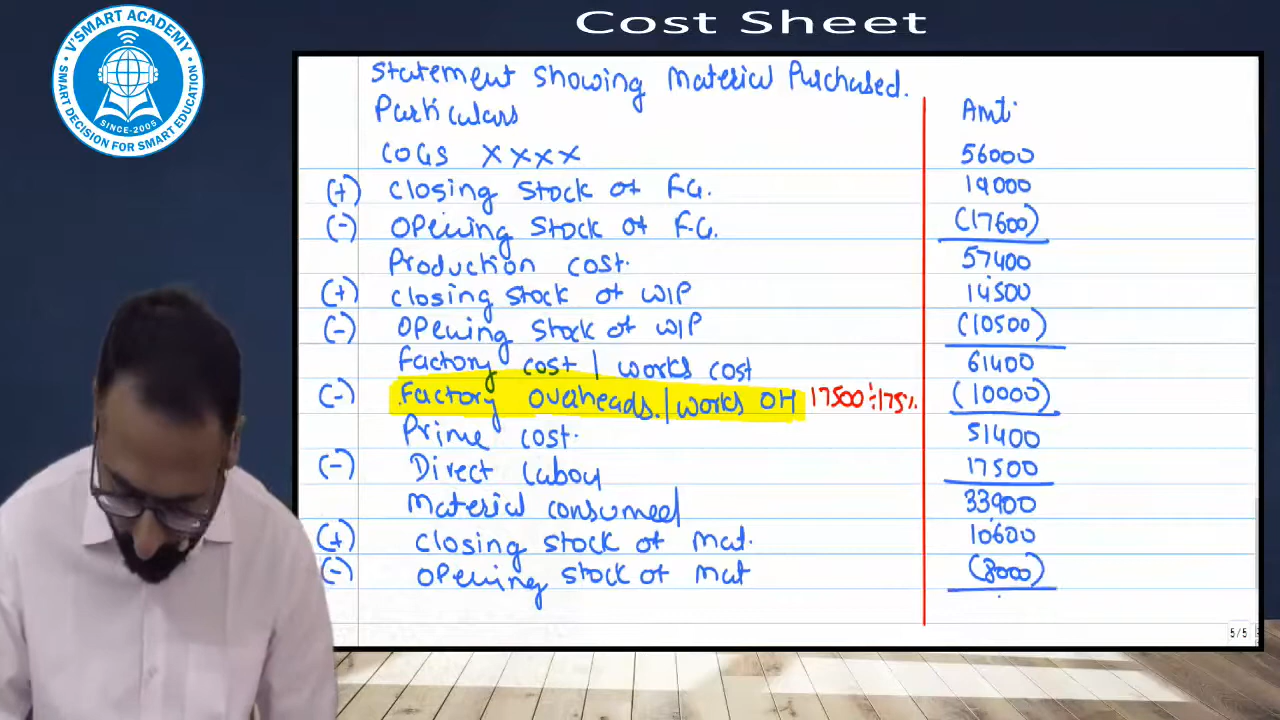 Cost Sheet
V'SMART ACADEMY
SINCE-2005
SMART DECISION FOR SMART EDUCATION
Statement showing Material Purchased.
Particulars Amt
COGS XXXX 56000
(+) closing stock of F.G. 19000
(-) Opening stock of F.G. (17600)
Production cost. 57400
(+) closing stock of WIP 14500
(-) Opening stock of WIP (10500)
Factory cost | works cost 61400
(-) Factory overheads. | works OH 17500÷175% (10000)
Prime cost. 51400
(-) Direct labour 17500
Material consumed 33900
(+) closing stock of mat. 10600
(-) Opening stock of mat (8000)
5/5